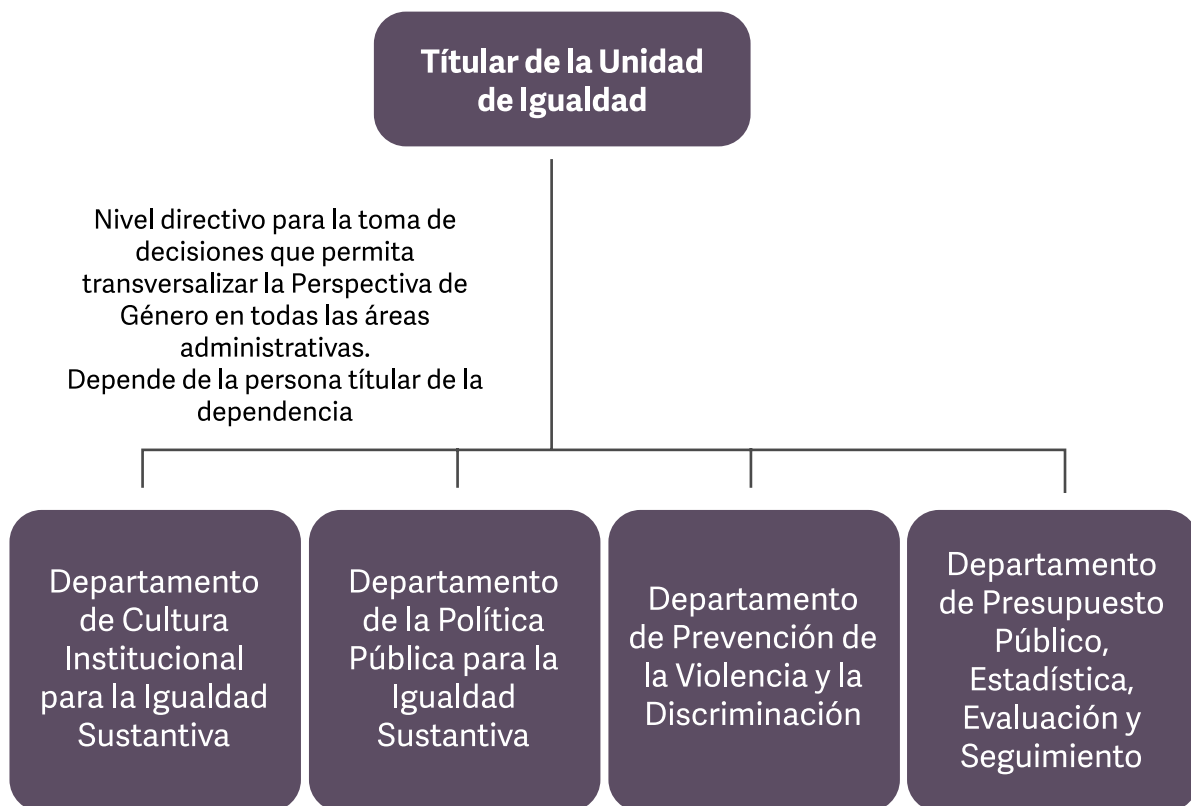 Títular de la Unidad
de Igualdad
Nivel directivo para la toma de
decisiones que permita
transversalizar la Perspectiva de
Género en todas las áreas
administrativas.
Depende de la persona títular de la
dependencia
Departamento
de Cultura
Institucional
para la Igualdad
Sustantiva
Departamento
de la Política
Pública para la
Igualdad
Sustantiva
Departamento
de Prevención de
la Violencia y la
Discriminación
Departamento
de Presupuesto
Público,
Estadística,
Evaluación y
Seguimiento